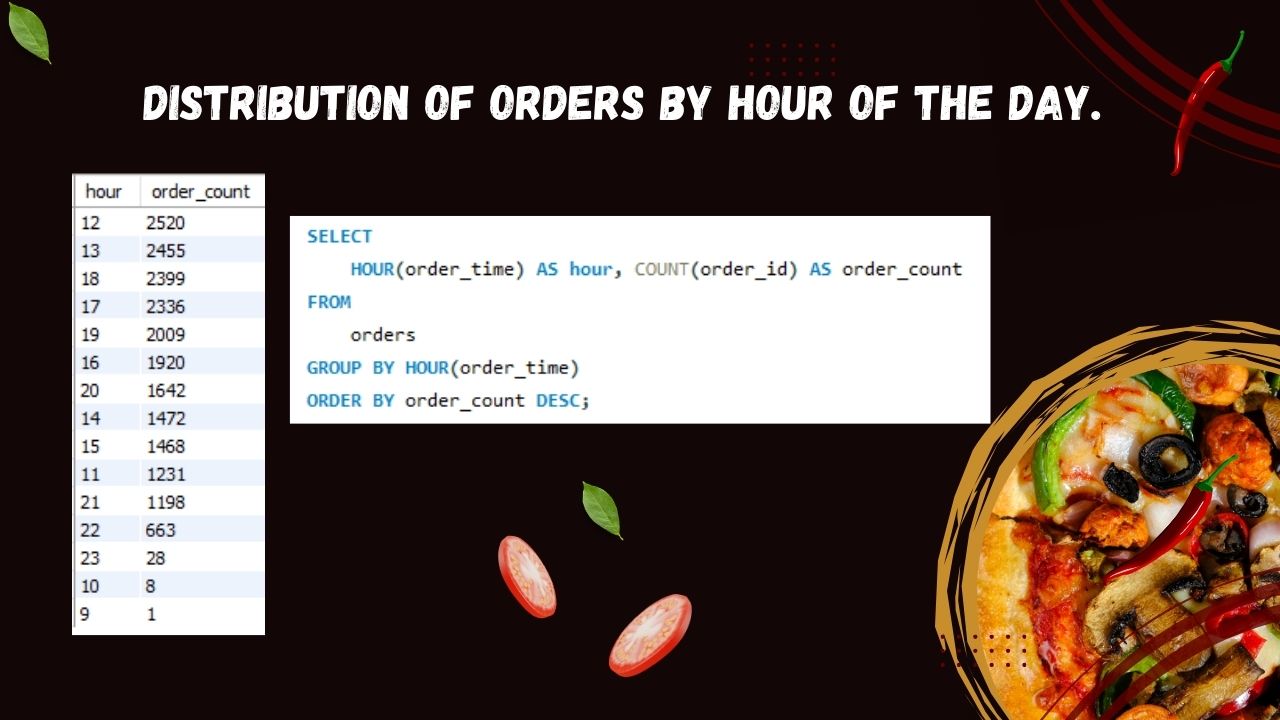 DISTRIBUTION OF ORDERS BY HOUR OF THE DAY.
hour order_count
12 2520
13 2455
18 2399
17 2336
19 2009
16 1920
20 1642
14 1472
15 1468
11 1231
21 1198
22 663
23 28
10 8
9 1
SELECT
HOUR(order_time) AS hour, COUNT(order_id) AS order_count
FROM
orders
GROUP BY HOUR(order_time)
ORDER BY order_count DESC;